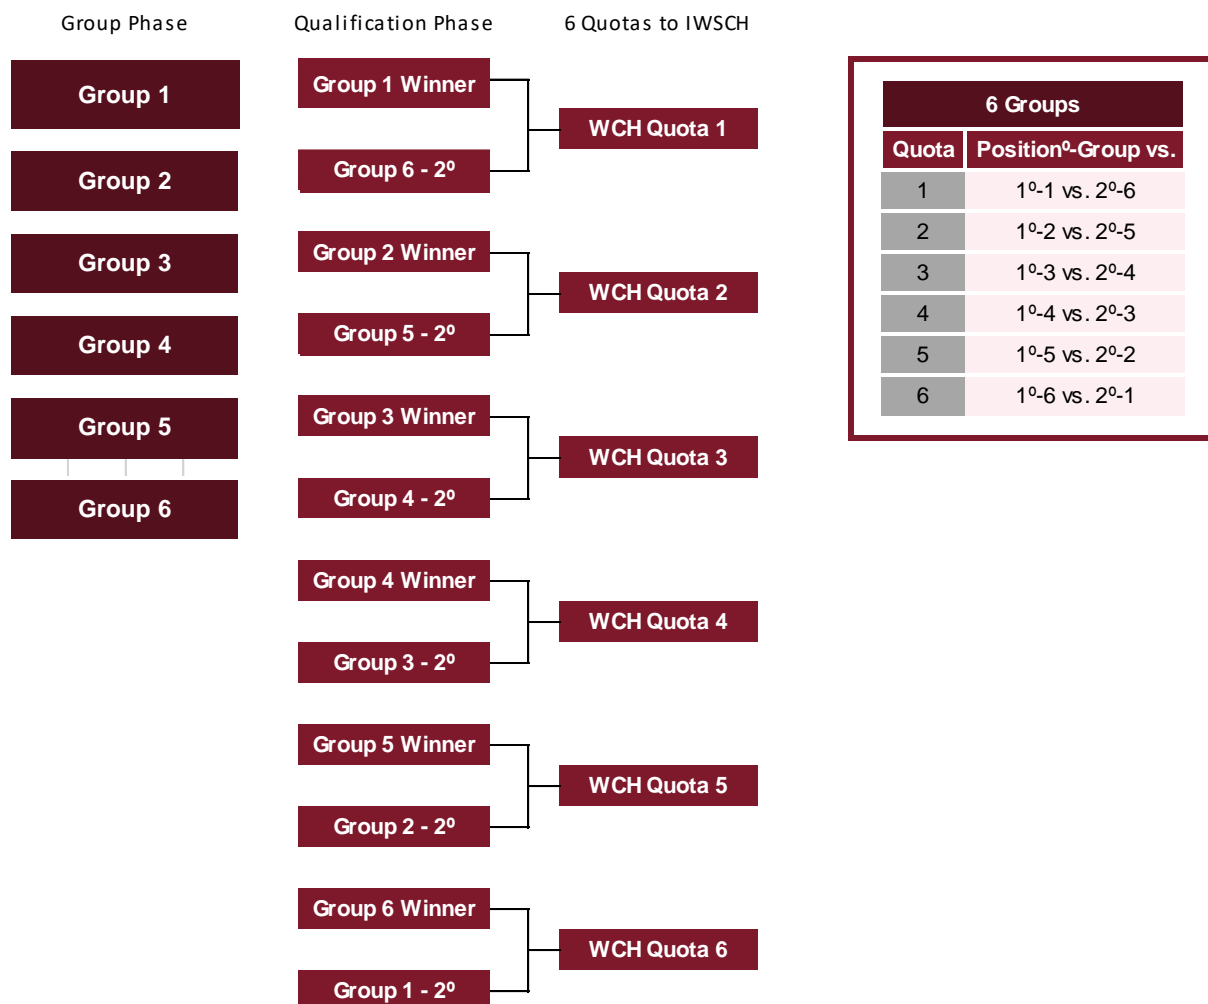 Group Phase
Qualification Phase
6 Quotas to IWSCH
Group 1
Group 2
Group 3
Group 4
Group 5
Group 6
Group 1 Winner
Group 6 - 2º
WCH Quota 1
Group 2 Winner
Group 5 - 2º
WCH Quota 2
Group 3 Winner
Group 4 - 2º
WCH Quota 3
Group 4 Winner
Group 3 - 2º
WCH Quota 4
Group 5 Winner
Group 2 - 2º
WCH Quota 5
Group 6 Winner
Group 1 - 2º
WCH Quota 6
6 Groups
Quota Positionº-Group vs.
1 1º-1 vs. 2º-6
2 1º-2 vs. 2º-5
3 1º-3 vs. 2º-4
4 1º-4 vs. 2º-3
5 1º-5 vs. 2º-2
6 1º-6 vs. 2º-1